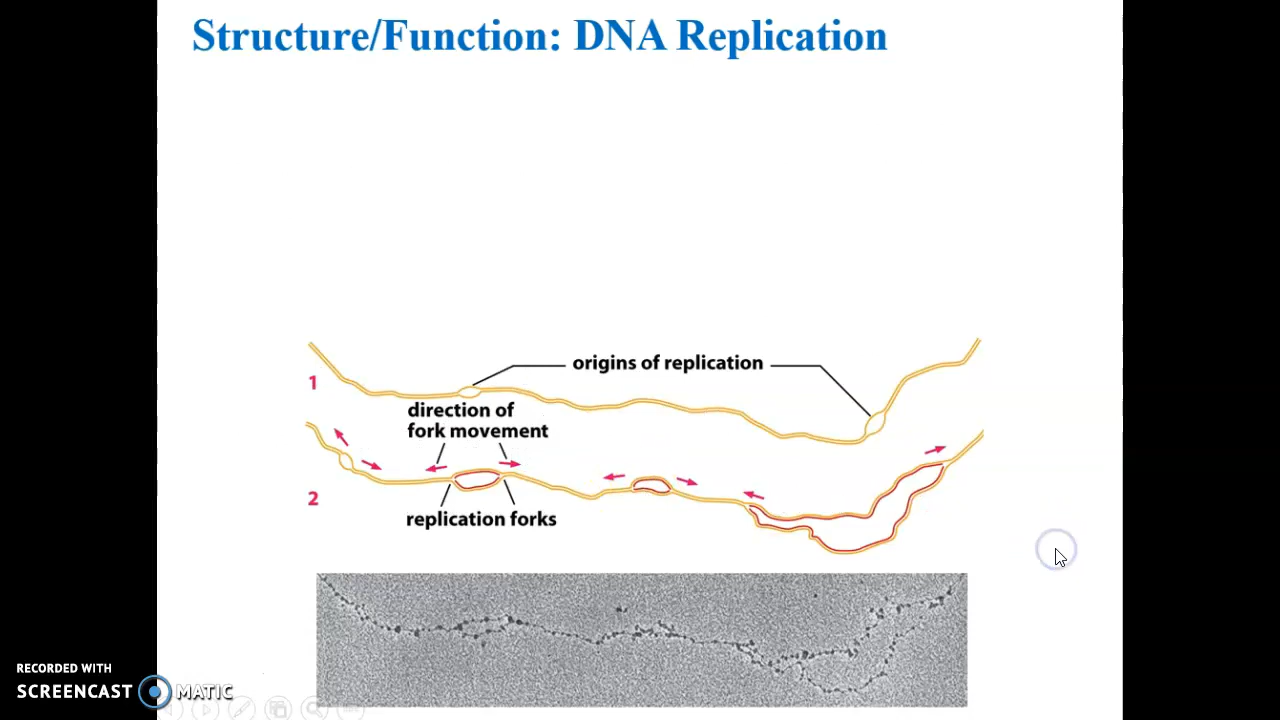 Structure/Function: DNA Replication
origins of replication
1
direction of
fork movement
2
replication forks
RECORDED WITH
SCREENCAST MATIC